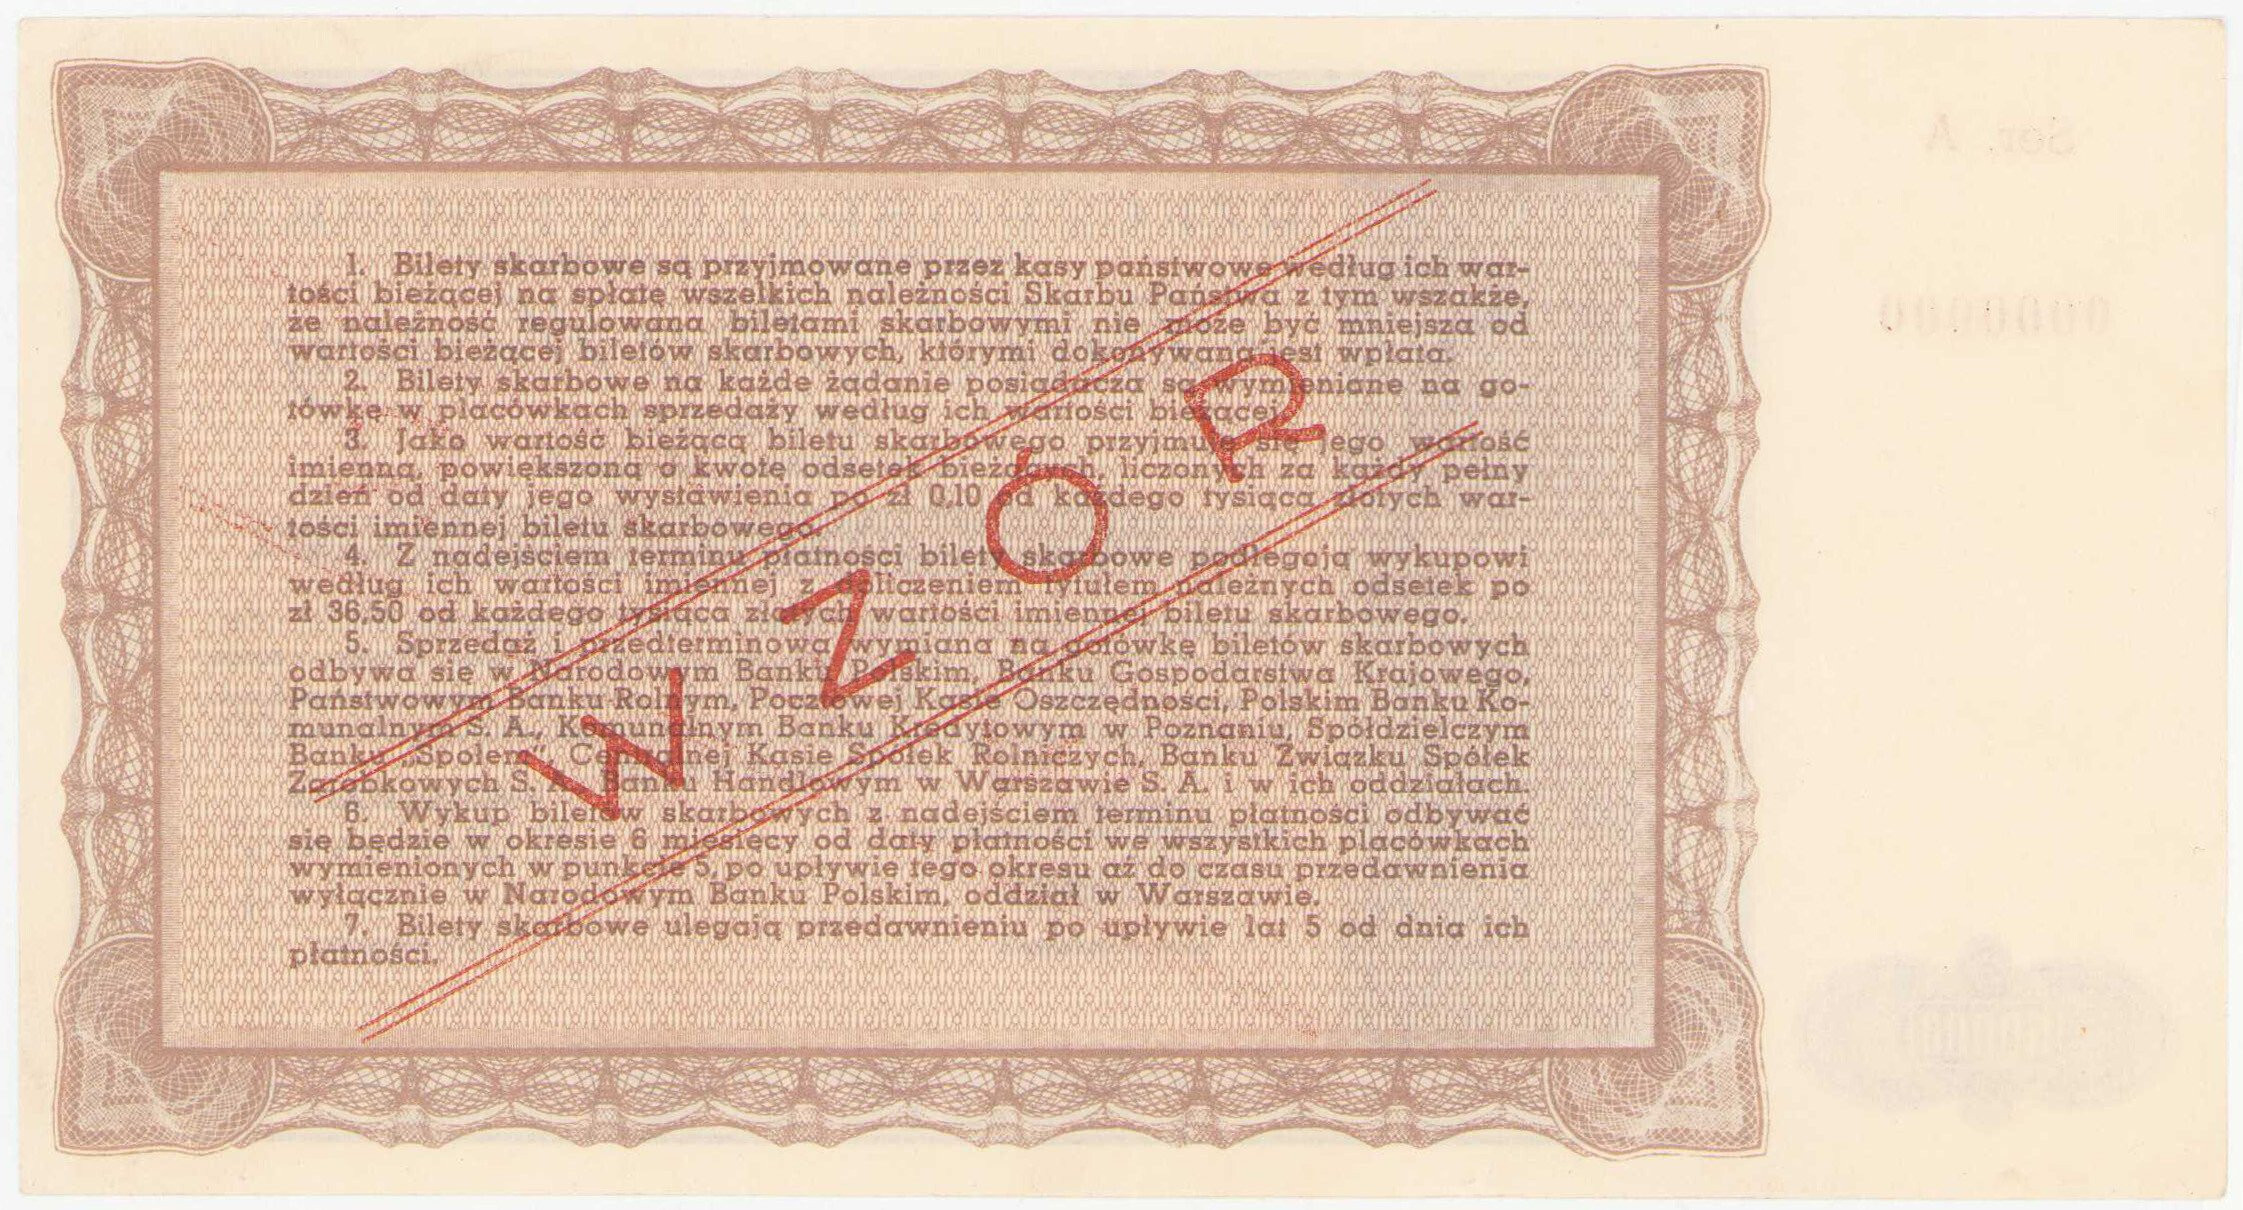 1. Bilety skarbowe są przyjmowane przez kasy państwowe według ich war-
tości bieżącej na spłatę wszelkich należności Skarbu Państwa z tym wszakże,
że należność regulowana biletami skarbowymi nie może być mniejsza od
wartości bieżącej biletów skarbowych, którymi dokonywana jest wpłata.
2. Bilety skarbowe na każde żądanie posiadacza są wymieniane na go-
tówkę w placówkach sprzedaży według ich wartości bieżącej.
3. Jako wartość bieżącą biletu skarbowego przyjmuje się jego wartość
imienną, powiększoną o kwotę odsetek bieżących, liczonych za każdy pełny
dzień od daty jego wystawienia po zł 0,10 od każdego tysiąca złotych war-
tości imiennej biletu skarbowego.
4. Z nadejściem terminu płatności bilety skarbowe podlegają wykupowi
według ich wartości imiennej z doliczeniem tytułem należnych odsetek po
zł 36,50 od każdego tysiąca złotych wartości imiennej biletu skarbowego.
5. Sprzedaż i przedterminowa wymiana na gotówkę biletów skarbowych
odbywa się w Narodowym Banku Polskim, Banku Gospodarstwa Krajowego,
Państwowym Banku Rolnym, Pocztowej Kasie Oszczędności, Polskim Banku Ko-
munalnym S. A., Komunalnym Banku Kredytowym w Poznaniu, Spółdzielczym
Banku „Społem”, Centralnej Kasie Spółek Rolniczych, Banku Związku Spółek
Zarobkowych S. A., Banku Handlowym w Warszawie S. A. i w ich oddziałach.
6. Wykup biletów skarbowych z nadejściem terminu płatności odbywać
się będzie w okresie 6 miesięcy od daty płatności we wszystkich placówkach
wymienionych w punkcie 5, po upływie tego okresu aż do czasu przedawnienia
wyłącznie w Narodowym Banku Polskim, oddział w Warszawie.
7. Bilety skarbowe ulegają przedawnieniu po upływie lat 5 od dnia ich
płatności.
WZÓR
Ser. A
0000000